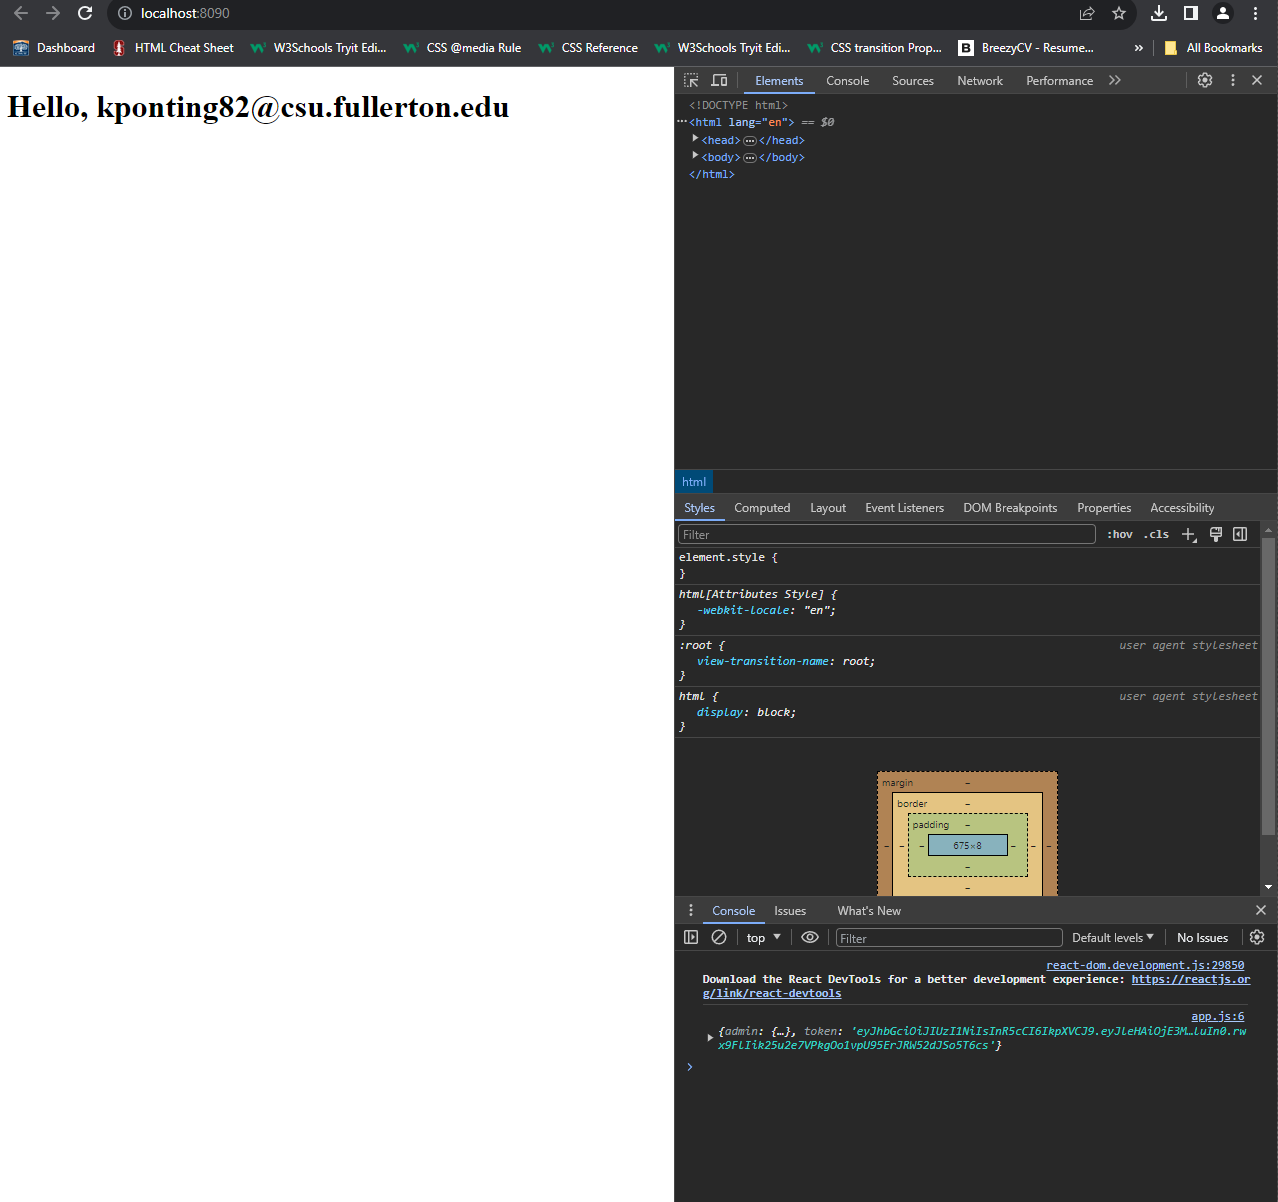 localhost:8090
Dashboard HTML Cheat Sheet W3Schools Tryit Edi... CSS @media Rule CSS Reference W3Schools Tryit Edi... CSS transition Prop... BreezyCV - Resume... » All Bookmarks
Hello, kponting82@csu.fullerton.edu
Elements Console Sources Network Performance
<!DOCTYPE html>
<html lang="en"> == $0
<head>…</head>
<body>…</body>
</html>
html
Styles Computed Layout Event Listeners DOM Breakpoints Properties Accessibility
Filter :hov .cls
element.style {
}
html[Attributes Style] {
-webkit-locale: "en";
}
:root { user agent stylesheet
view-transition-name: root;
}
html { user agent stylesheet
display: block;
}
margin –
border –
padding –
– – – 675×8 – – –
–
–
Console Issues What's New
top Filter Default levels No Issues
react-dom.development.js:29850
Download the React DevTools for a better development experience: https://reactjs.or
g/link/react-devtools
app.js:6
{admin: {…}, token: 'eyJhbGciOiJIUzI1NiIsInR5cCI6IkpXVCJ9.eyJleHAiOjE3M…luIn0.rw
x9FlIik25u2e7VPkgOo1vpU95ErJRW52dJSo5T6cs'}